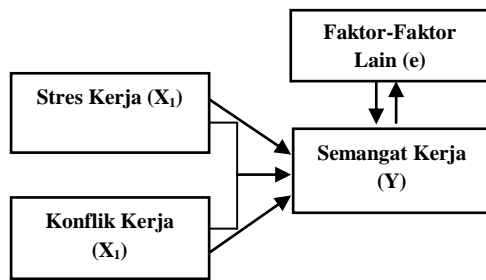 Faktor-Faktor
Lain (e)
Stres Kerja (X₁)
Semangat Kerja
(Y)
Konflik Kerja
(X₁)